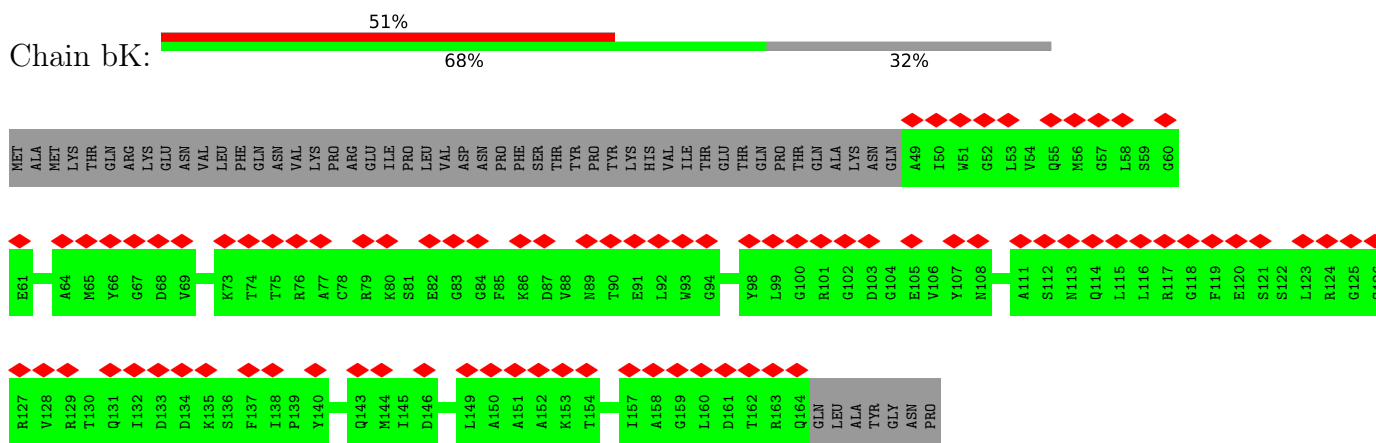 51%
Chain bK:
68% 32%
MET ALA MET LYS THR GLN ARG LYS GLU ASN VAL LEU PHE GLN ASN VAL LYS PRO ARG GLU ILE PRO LEU VAL ASP ASN PRO PHE SER THR TYR PRO TYR LYS HIS VAL ILE THR GLU THR GLN PRO THR GLN ALA LYS ASN GLN A49 I50 W51 G52 L53 V54 Q55 M56 G57 L58 S59 G60
E61 A64 M65 Y66 G67 D68 V69 K73 T74 T75 R76 A77 C78 R79 K80 S81 E82 G83 G84 F85 K86 D87 V88 N89 T90 E91 L92 W93 G94 Y98 L99 G100 R101 G102 D103 G104 E105 V106 Y107 N108 A111 S112 N113 Q114 L115 L116 R117 G118 F119 E120 S121 S122 L123 R124 G125
R127 V128 R129 T130 Q131 I132 D133 D134 K135 S136 F137 I138 P139 Y140 Q143 M144 I145 D146 L149 A150 A151 A152 K153 T154 I157 A158 G159 L160 D161 T162 R163 Q164 GLN LEU ALA TYR GLY ASN PRO